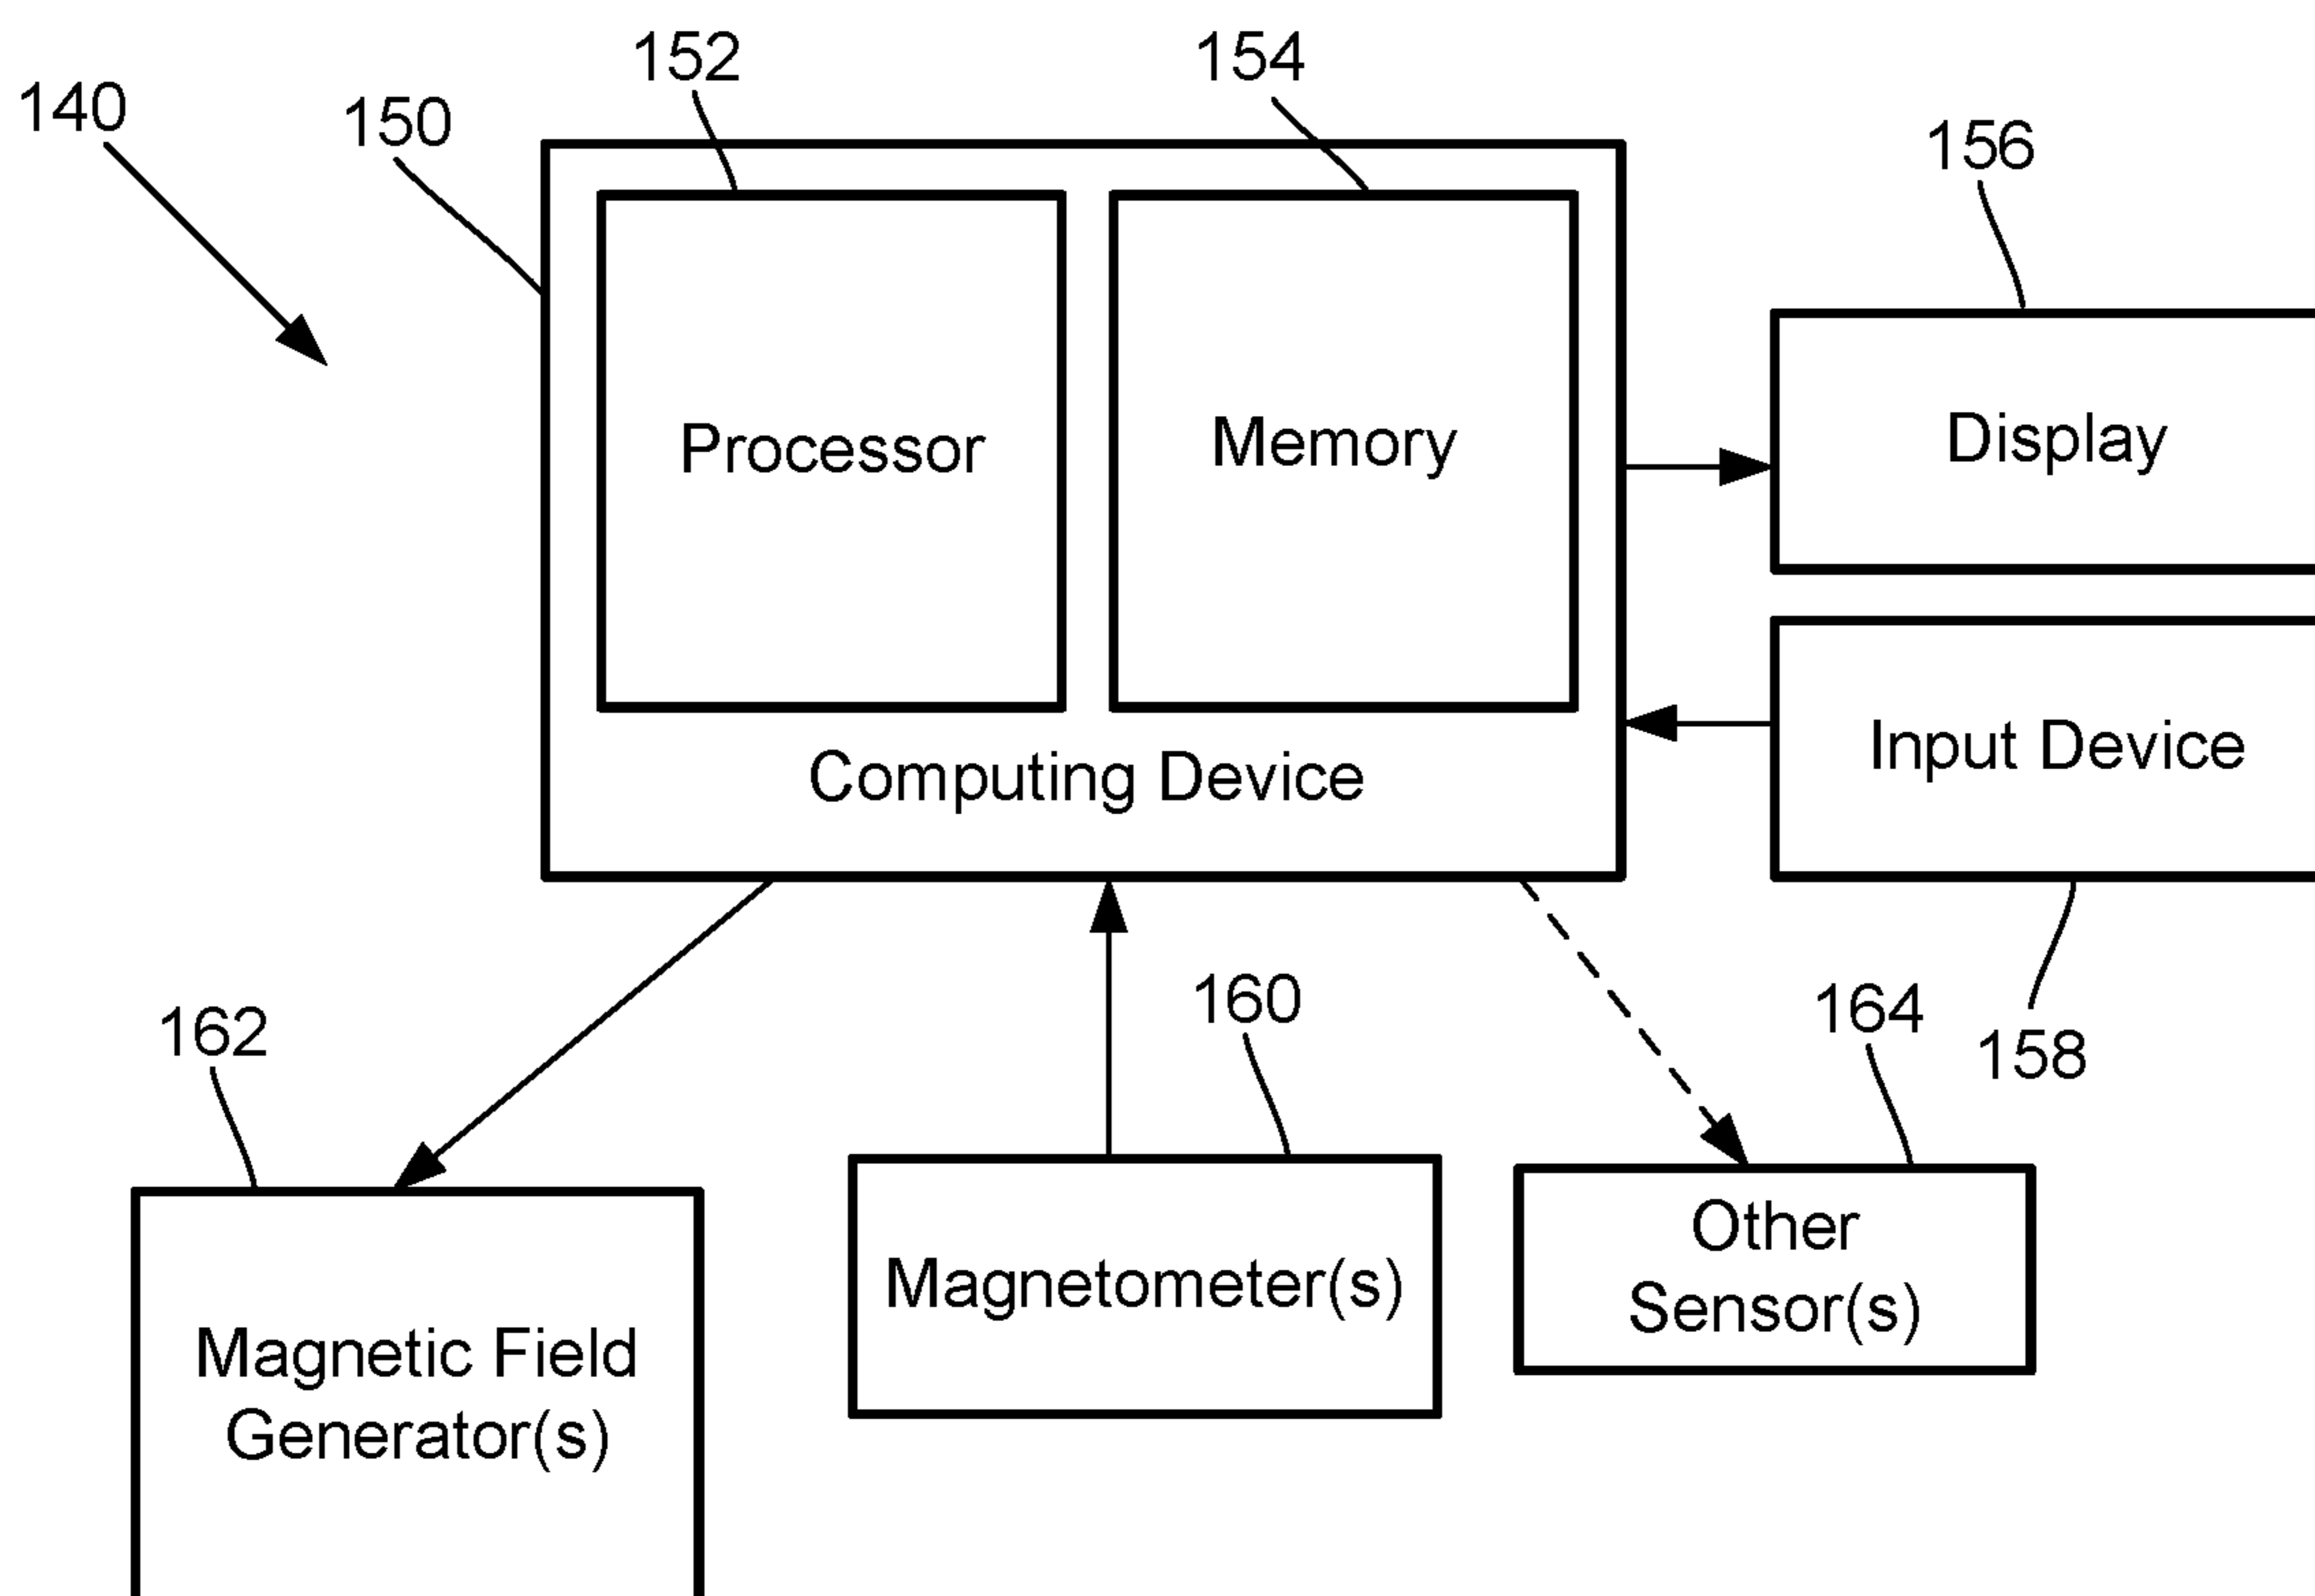 152
154
140
150
156
Processor
Memory
Display
Input Device
Computing Device
160
164
162
158
Other
Sensor(s)
Magnetometer(s)
Magnetic Field
Generator(s)